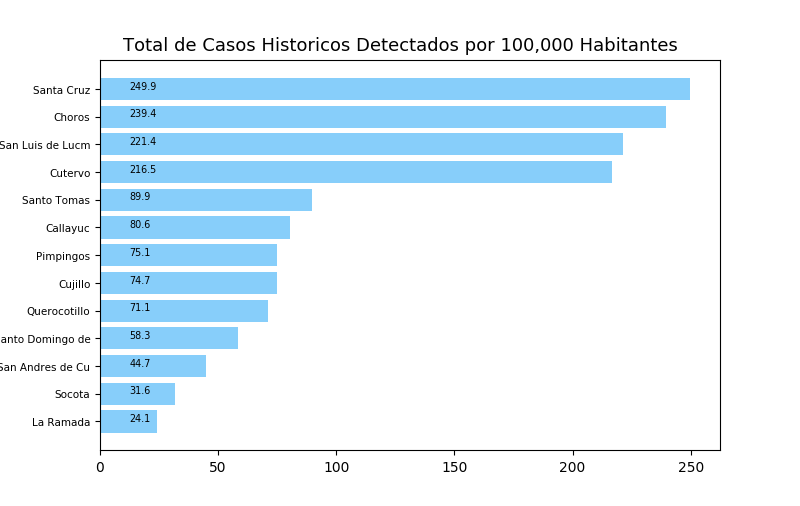 Total de Casos Historicos Detectados por 100,000 Habitantes
Santa Cruz 249.9
Choros 239.4
San Luis de Lucm 221.4
Cutervo 216.5
Santo Tomas 89.9
Callayuc 80.6
Pimpingos 75.1
Cujillo 74.7
Querocotillo 71.1
anto Domingo de 58.3
San Andres de Cu 44.7
Socota 31.6
La Ramada 24.1
0 50 100 150 200 250